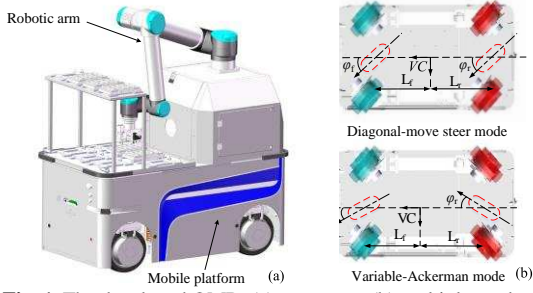 Robotic arm
Mobile platform
(a)
φf
VC
φr
Lf
Lr
Diagonal-move steer mode
φr
VC
Lf
Lr
Variable-Ackerman mode
(b)